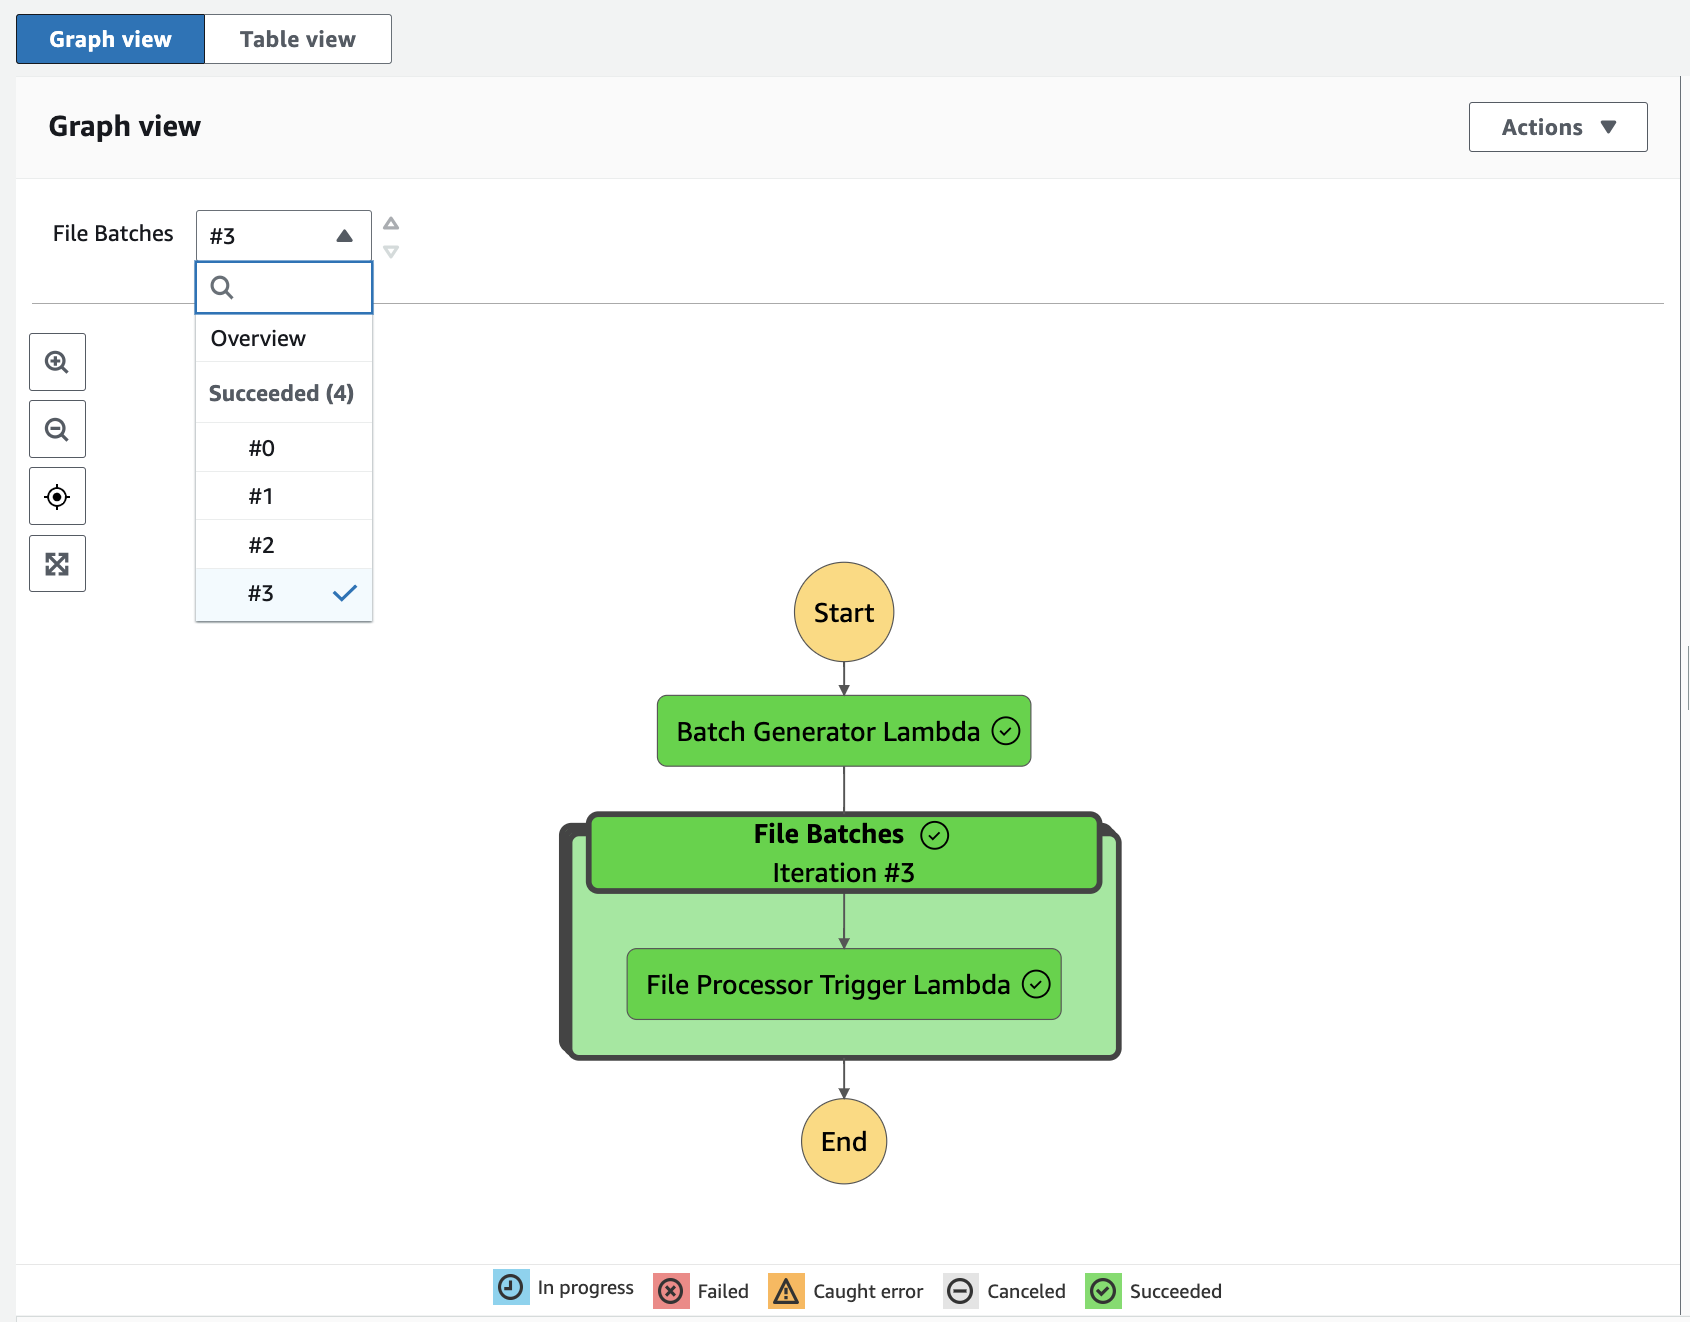 Graph view
Table view
Graph view
Actions
File Batches
#3
Overview
Succeeded (4)
#0
#1
#2
#3
Start
Batch Generator Lambda
File Batches
Iteration #3
File Processor Trigger Lambda
End
In progress
Failed
Caught error
Canceled
Succeeded